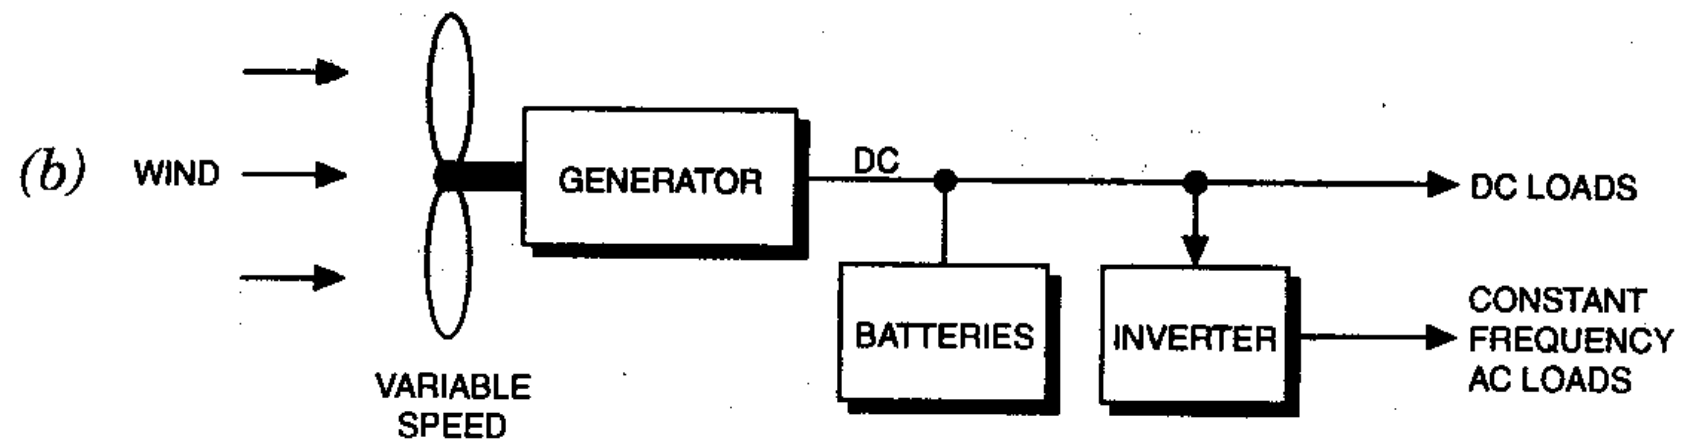 (b)
WIND
VARIABLE
SPEED
GENERATOR
DC
BATTERIES
INVERTER
DC LOADS
CONSTANT
FREQUENCY
AC LOADS